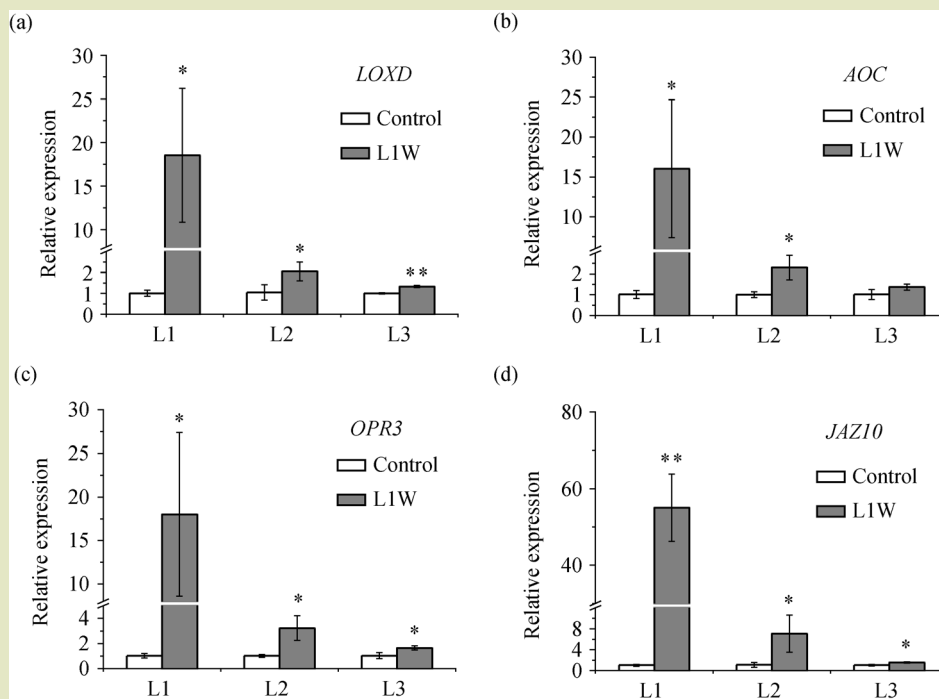 (a)
LOXD
Control
L1W
Relative expression
30
25
20
15
10
2
1
0
*
*
**
L1 L2 L3
(b)
AOC
Control
L1W
Relative expression
30
25
20
15
10
2
1
0
*
*
L1 L2 L3
(c)
OPR3
Control
L1W
Relative expression
30
25
20
15
10
4
2
0
*
*
*
L1 L2 L3
(d)
JAZ10
Control
L1W
Relative expression
80
60
40
8
4
0
**
*
*
L1 L2 L3